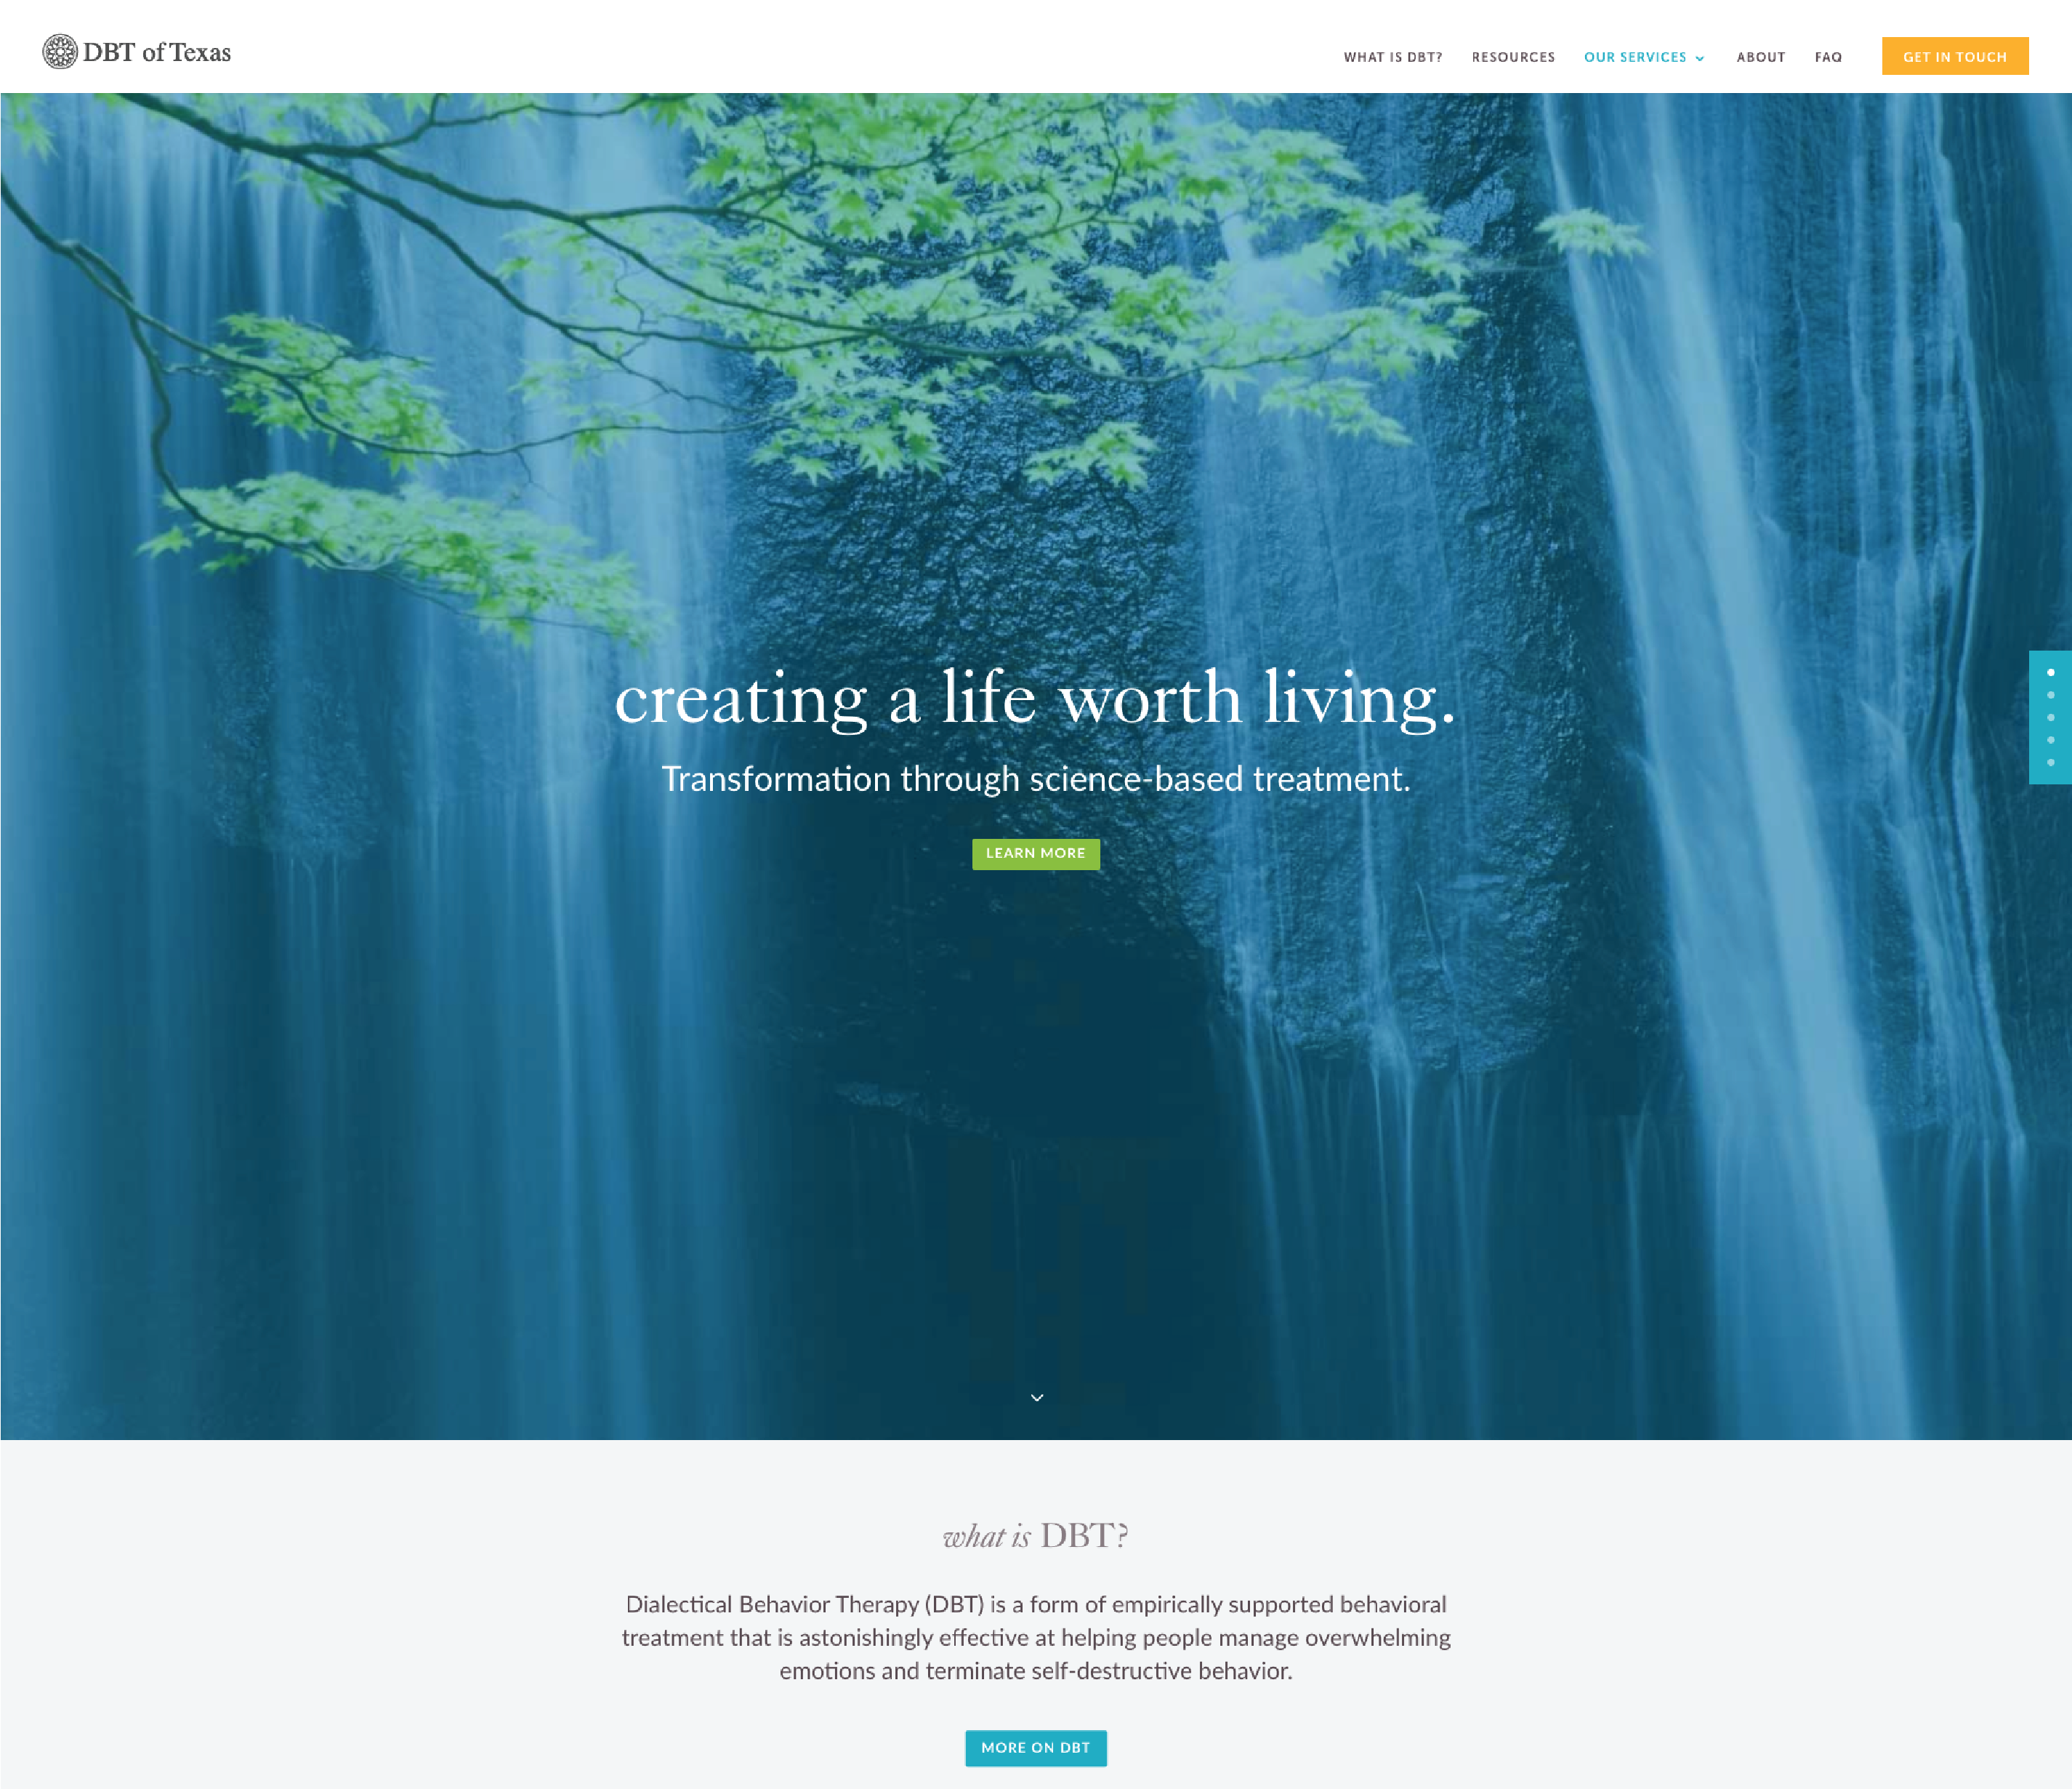 DBT of Texas
WHAT IS DBT?
RESOURCES
OUR SERVICES
ABOUT
FAQ
GET IN TOUCH
creating a life worth living.
Transformation through science-based treatment.
LEARN MORE
what is DBT?
Dialectical Behavior Therapy (DBT) is a form of empirically supported behavioral
treatment that is astonishingly effective at helping people manage overwhelming
emotions and terminate self-destructive behavior.
MORE ON DBT